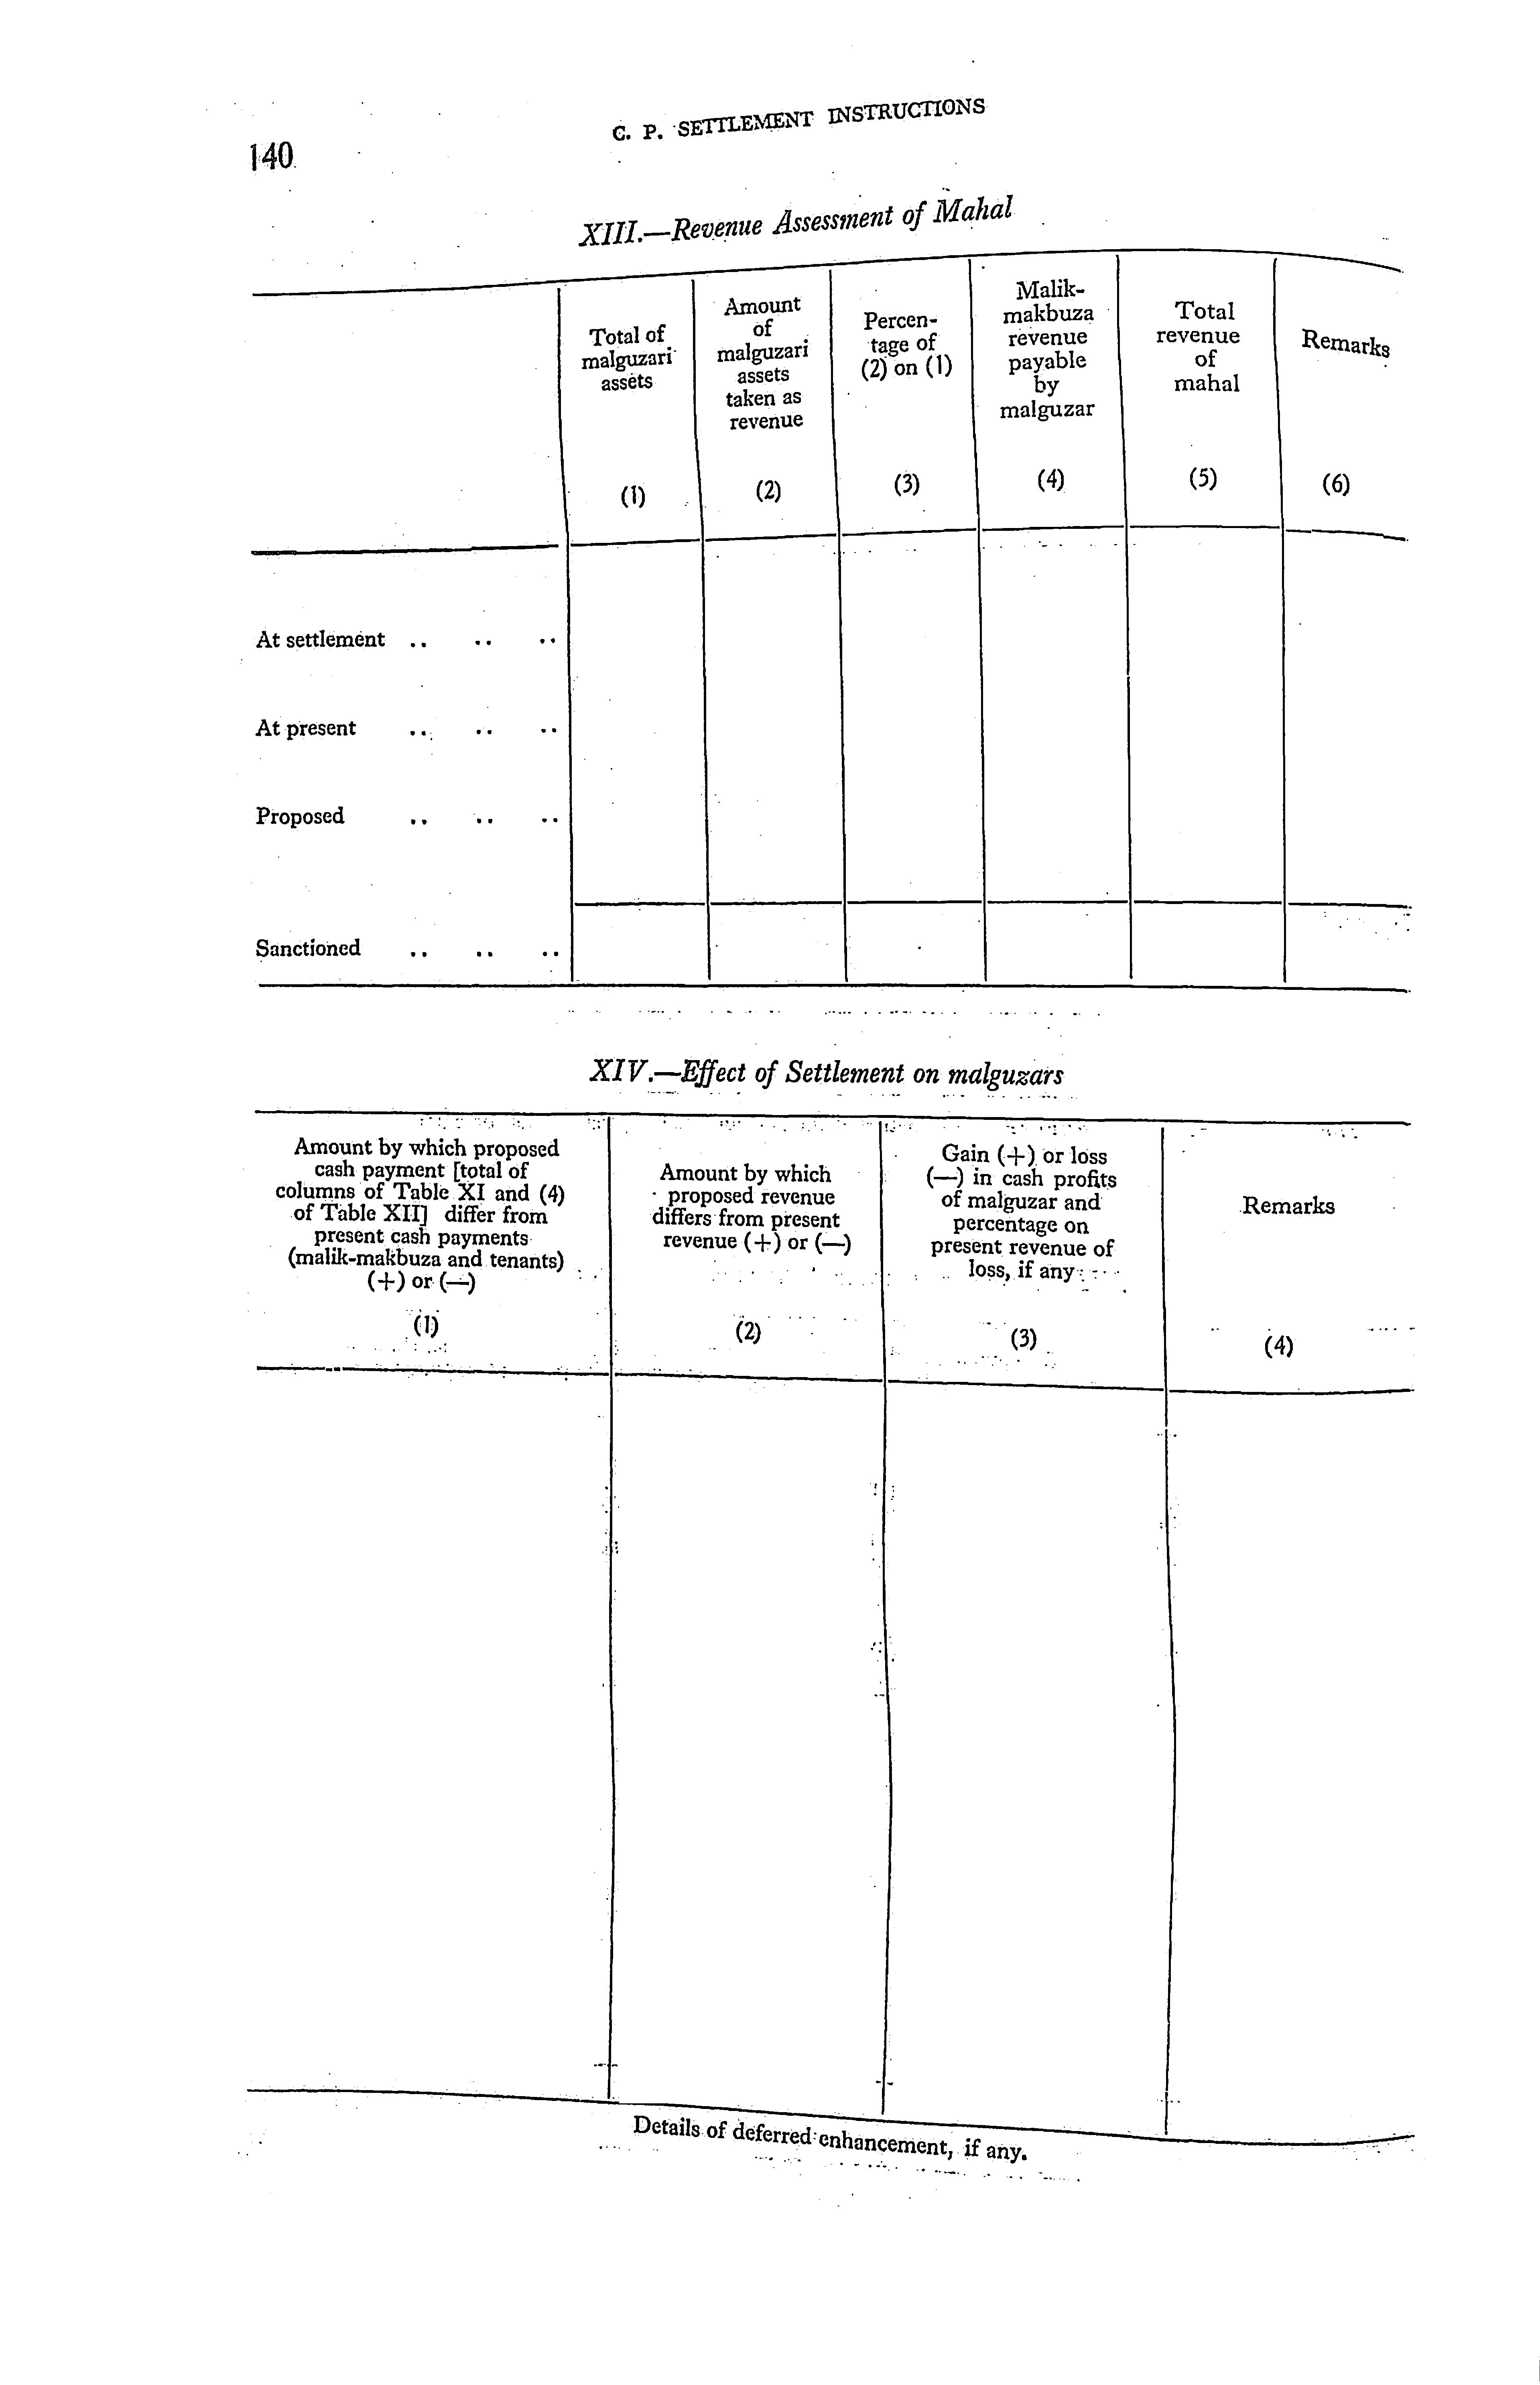 140
C. P. SETTLEMENT INSTRUCTIONS
XIII.—Revenue Assessment of Mahal
Total of
malguzari
assets
(1)
Amount
of
malguzari
assets
taken as
revenue
(2)
Percen-
tage of
(2) on (1)
(3)
Malik-
makbuza
revenue
payable
by
malguzar
(4)
Total
revenue
of
mahal
(5)
Remarks
(6)
At settlement .. .. ..
At present .. .. ..
Proposed .. .. ..
Sanctioned .. .. ..
XIV.—Effect of Settlement on malguzars
Amount by which proposed
cash payment [total of
columns of Table XI and (4)
of Table XII] differ from
present cash payments
(malik-makbuza and tenants)
(+) or (—)
(1)
Amount by which
proposed revenue
differs from present
revenue (+) or (—)
(2)
Gain (+) or loss
(—) in cash profits
of malguzar and
percentage on
present revenue of
loss, if any
(3)
Remarks
(4)
Details of deferred enhancement, if any.